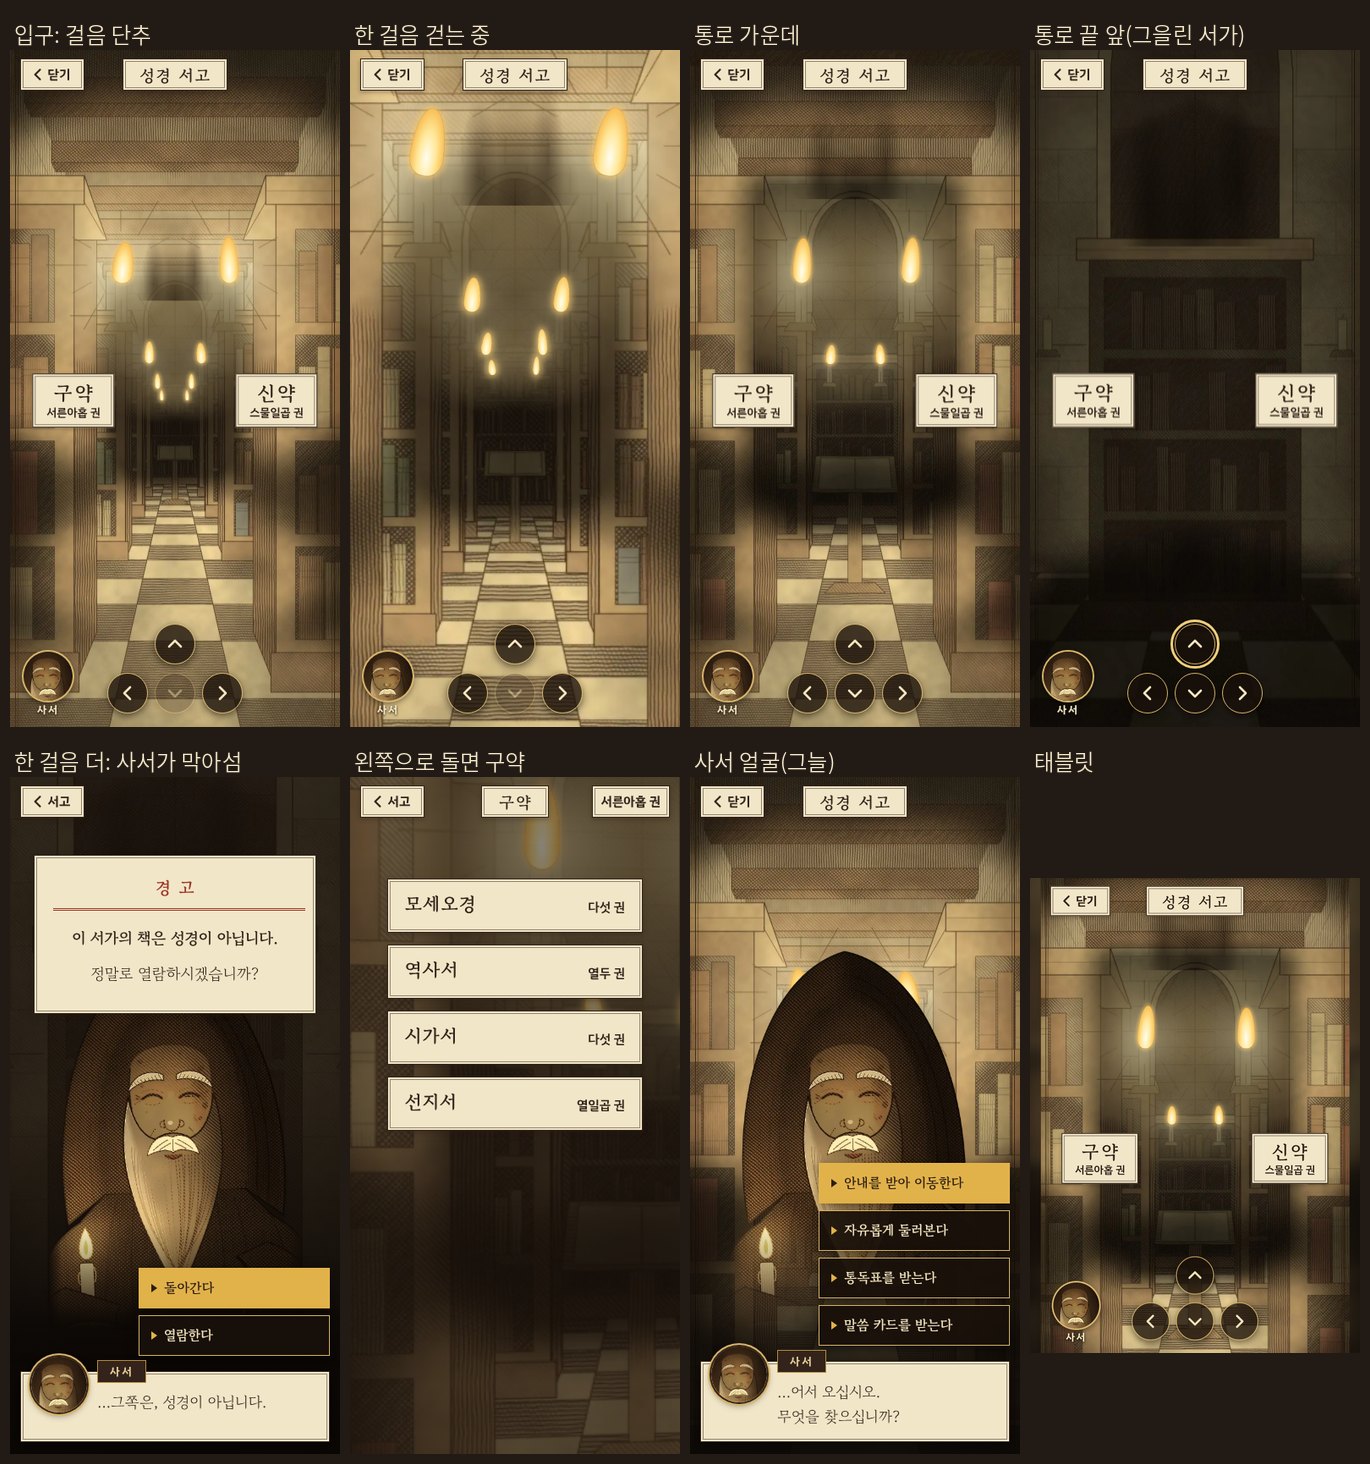 입구: 걸음 단추
닫기
성경 서고
구약
서른아홉 권
신약
스물일곱 권
사서
한 걸음 걷는 중
닫기
성경 서고
사서
통로 가운데
닫기
성경 서고
구약
서른아홉 권
신약
스물일곱 권
사서
통로 끝 앞(그을린 서가)
닫기
성경 서고
구약
서른아홉 권
신약
스물일곱 권
사서
한 걸음 더: 사서가 막아섬
서고
경 고
이 서가의 책은 성경이 아닙니다.
정말로 열람하시겠습니까?
돌아간다
열람한다
사서
...그쪽은, 성경이 아닙니다.
왼쪽으로 돌면 구약
서고
구약
서른아홉 권
모세오경
다섯 권
역사서
열두 권
시가서
다섯 권
선지서
열일곱 권
사서 얼굴(그늘)
닫기
성경 서고
안내를 받아 이동한다
자유롭게 둘러본다
통독표를 받는다
말씀 카드를 받는다
사서
...어서 오십시오.
무엇을 찾으십니까?
태블릿
닫기
성경 서고
구약
서른아홉 권
신약
스물일곱 권
사서